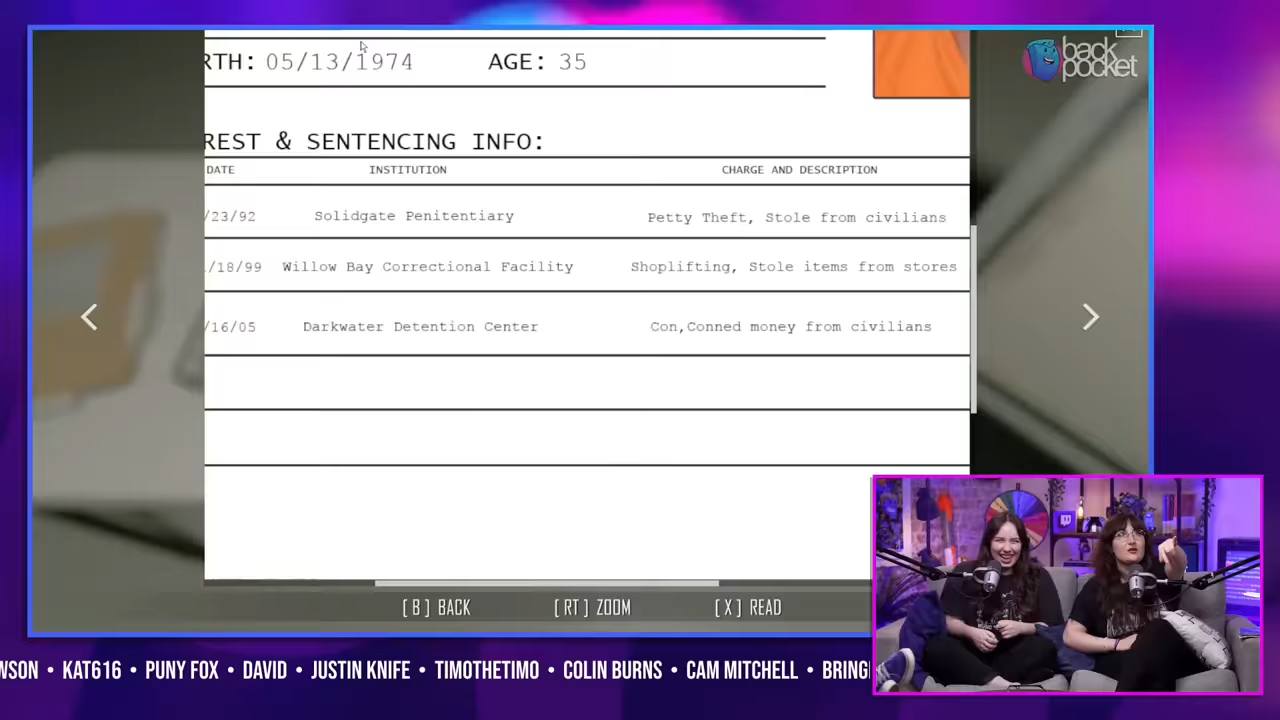 back
pocket
RTH: 05/13/1974 AGE: 35
REST & SENTENCING INFO:
DATE INSTITUTION CHARGE AND DESCRIPTION
/23/92 Solidgate Penitentiary Petty Theft, Stole from civilians
/18/99 Willow Bay Correctional Facility Shoplifting, Stole items from stores
/16/05 Darkwater Detention Center Con,Conned money from civilians
[B] BACK [RT] ZOOM [X] READ
WSON • KAT616 • PUNY FOX • DAVID • JUSTIN KNIFE • TIMOTHETIMO • COLIN BURNS • CAM MITCHELL • BRING